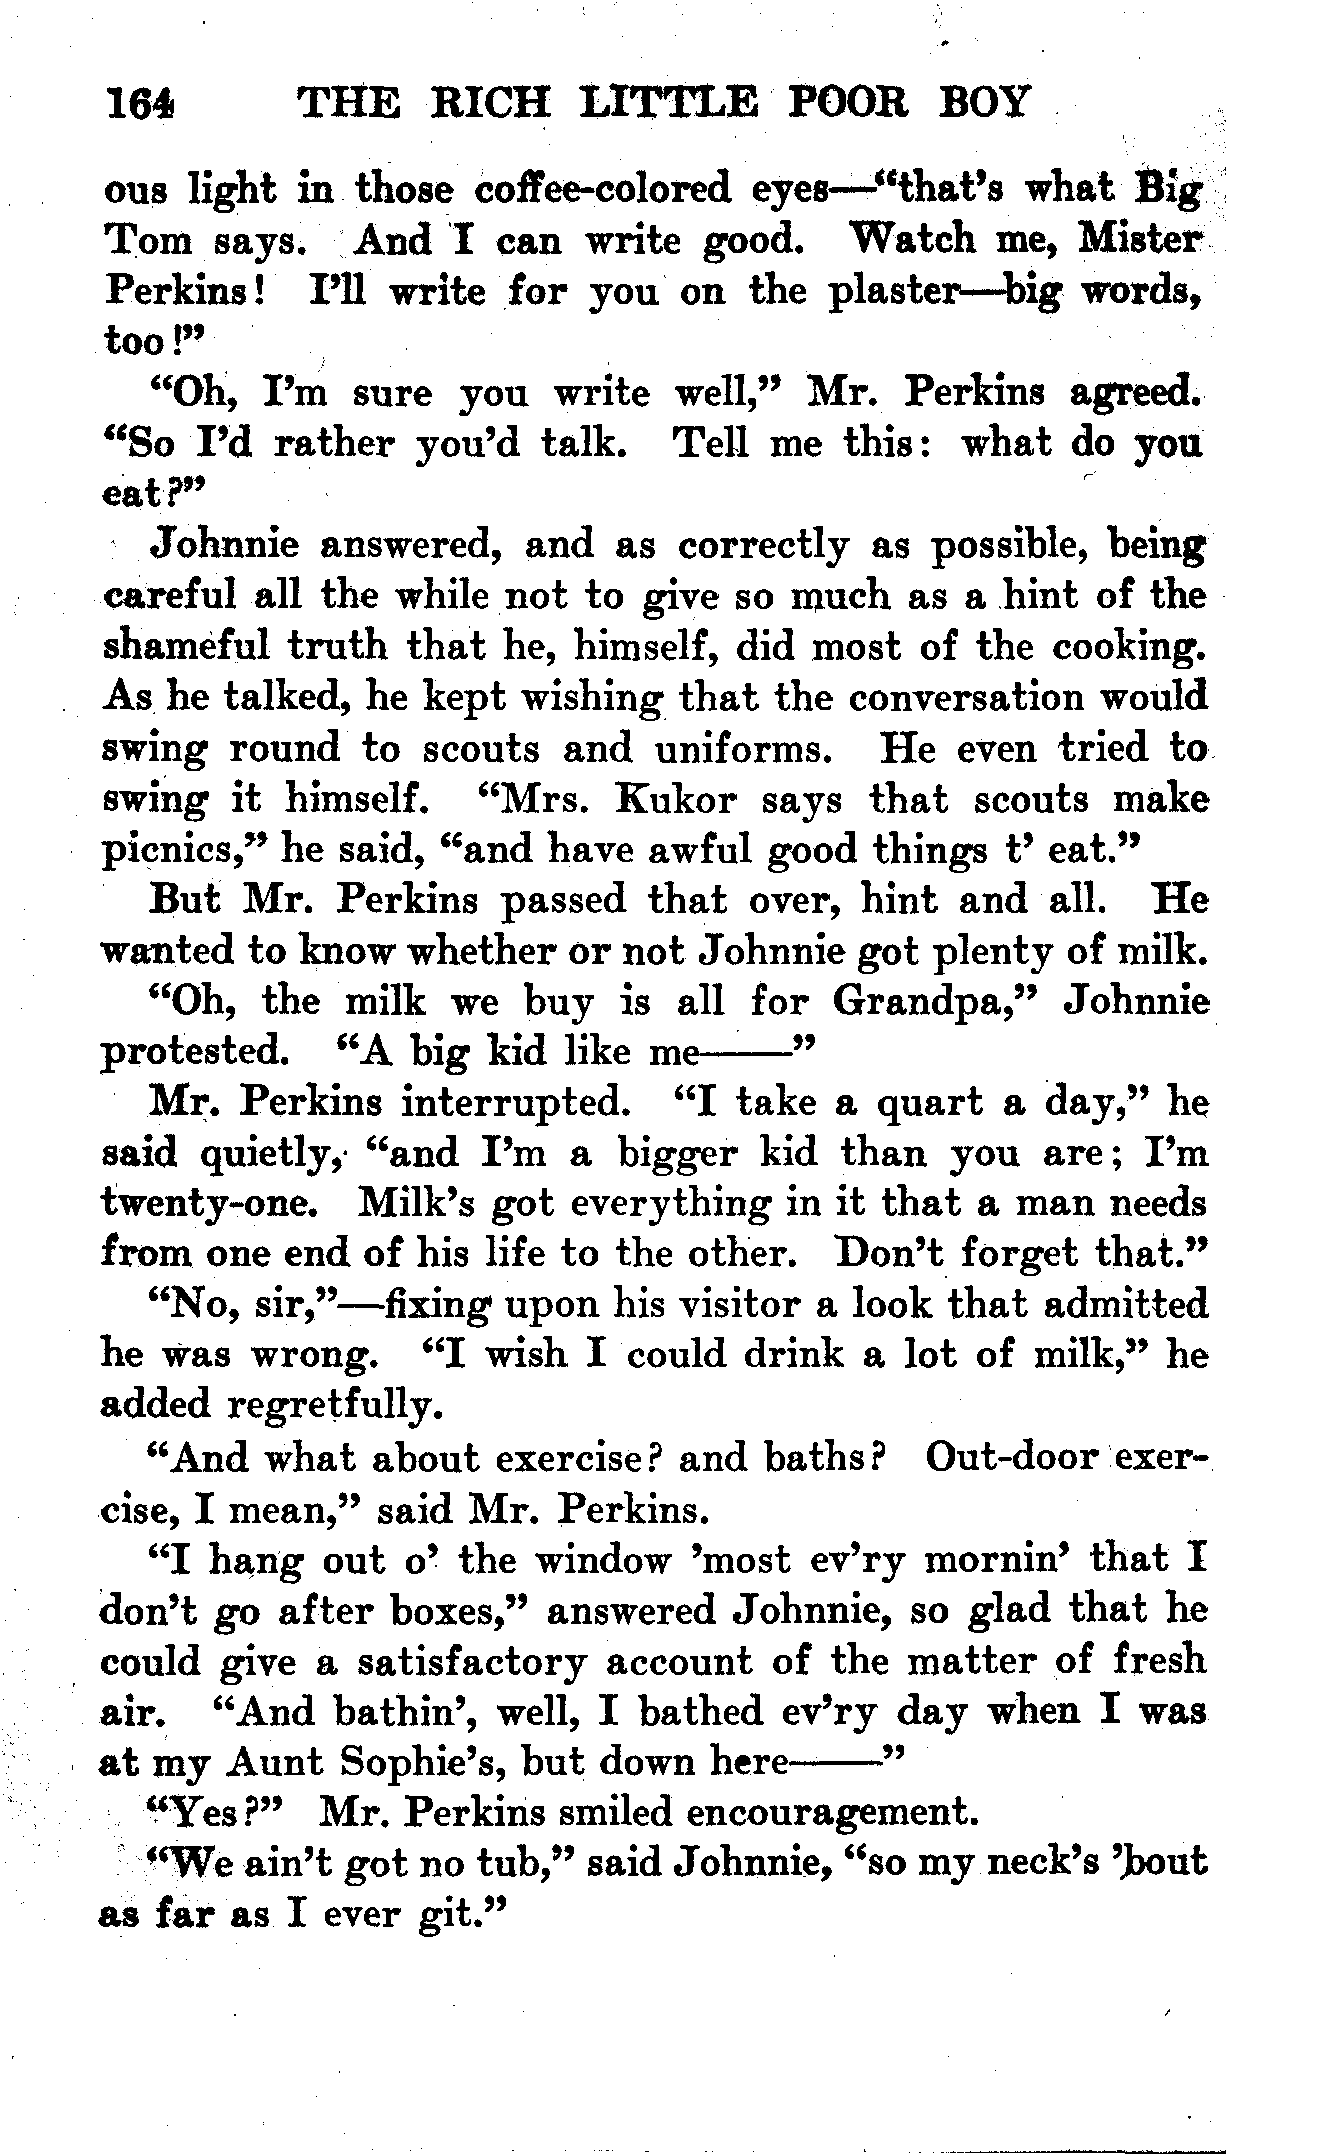 164 THE RICH LITTLE POOR BOY
ous light in those coffee-colored eyes—“that’s what Big
Tom says. And I can write good. Watch me, Mister
Perkins! I’ll write for you on the plaster—big words,
too!”
“Oh, I’m sure you write well,” Mr. Perkins agreed.
“So I’d rather you’d talk. Tell me this: what do you
eat?”
Johnnie answered, and as correctly as possible, being
careful all the while not to give so much as a hint of the
shameful truth that he, himself, did most of the cooking.
As he talked, he kept wishing that the conversation would
swing round to scouts and uniforms. He even tried to
swing it himself. “Mrs. Kukor says that scouts make
picnics,” he said, “and have awful good things t’ eat.”
But Mr. Perkins passed that over, hint and all. He
wanted to know whether or not Johnnie got plenty of milk.
“Oh, the milk we buy is all for Grandpa,” Johnnie
protested. “A big kid like me——”
Mr. Perkins interrupted. “I take a quart a day,” he
said quietly, “and I’m a bigger kid than you are; I’m
twenty-one. Milk’s got everything in it that a man needs
from one end of his life to the other. Don’t forget that.”
“No, sir,”—fixing upon his visitor a look that admitted
he was wrong. “I wish I could drink a lot of milk,” he
added regretfully.
“And what about exercise? and baths? Out-door exer-
cise, I mean,” said Mr. Perkins.
“I hang out o’ the window ’most ev’ry mornin’ that I
don’t go after boxes,” answered Johnnie, so glad that he
could give a satisfactory account of the matter of fresh
air. “And bathin’, well, I bathed ev’ry day when I was
at my Aunt Sophie’s, but down here——”
“Yes?” Mr. Perkins smiled encouragement.
“We ain’t got no tub,” said Johnnie, “so my neck’s ’bout
as far as I ever git.”